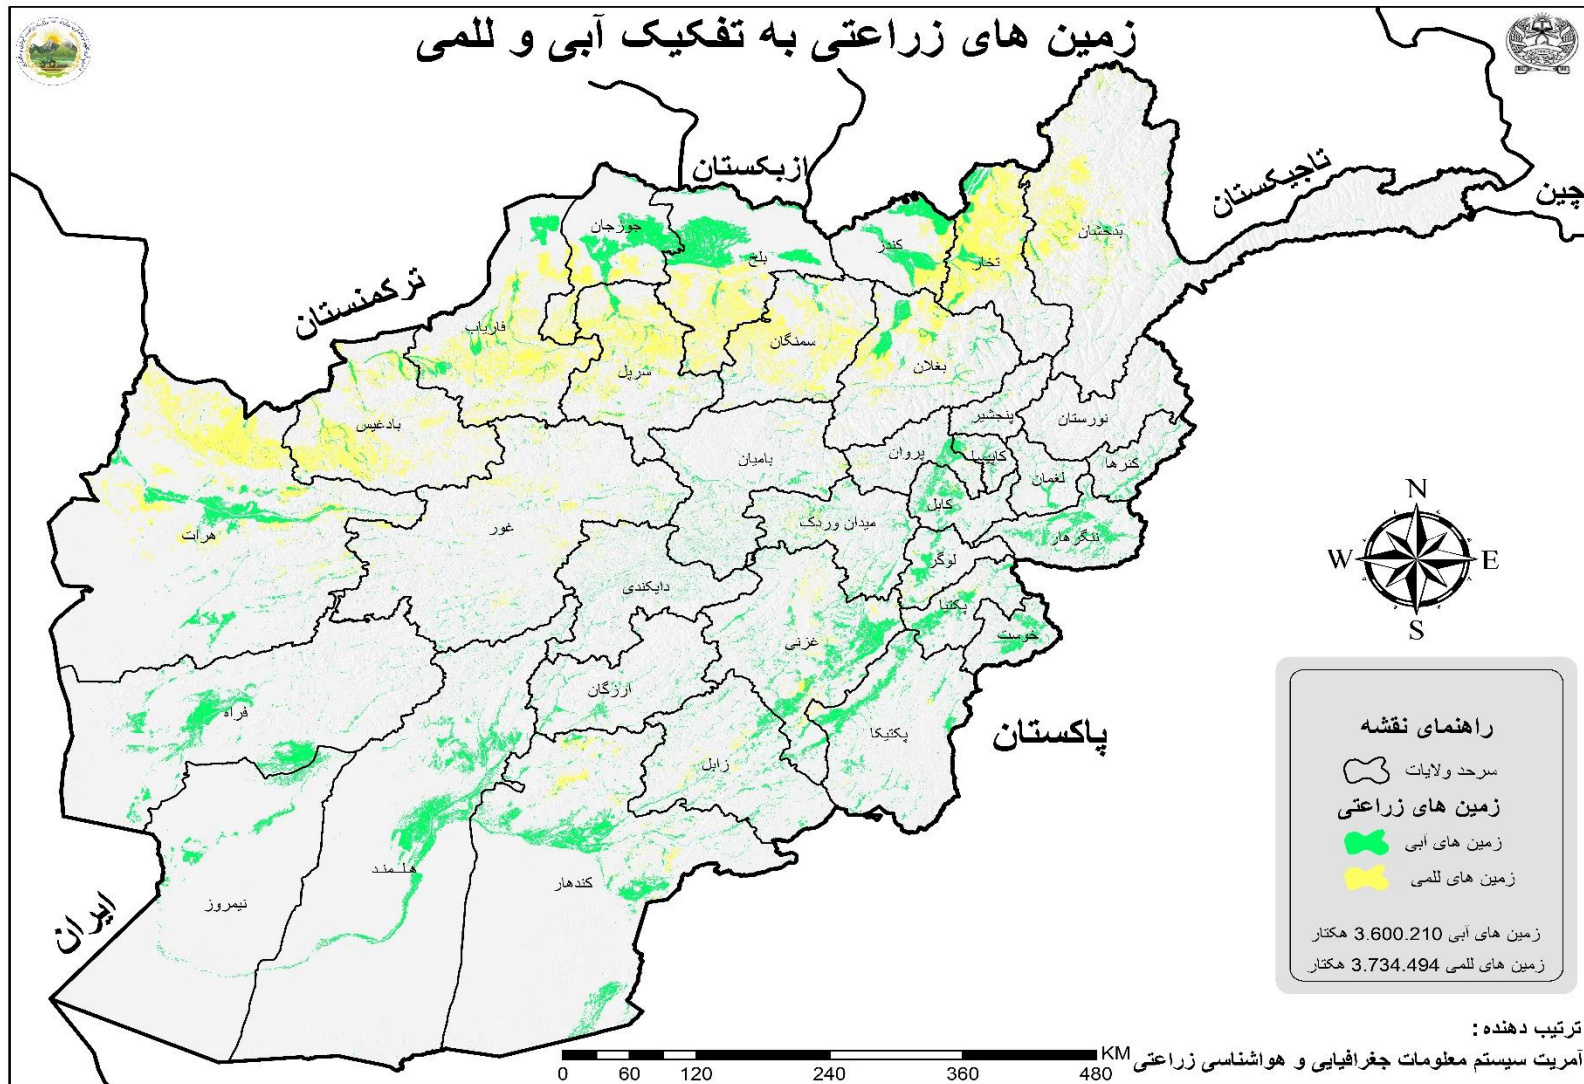 زمین های زراعتی به تفکیک آبی و للمی
ازبکستان
تاجیکستان
چین
ترکمنستان
جوزجان
بلخ
کندز
تخار
بدخشان
فاریاب
سرپل
سمنگان
بغلان
بادغیس
بامیان
پنجشیر
نورستان
پروان
کاپیسا
لغمان
کنرها
کابل
ننگرهار
میدان وردک
لوگر
هرات
غور
دایکندی
غزنی
پکتیا
خوست
ارزگان
فراه
زابل
پکتیکا
پاکستان
هلمند
کندهار
نیمروز
ایران
N
W
E
S
راهنمای نقشه
سرحد ولایات
زمین های زراعتی
زمین های آبی
زمین های للمی
زمین های آبی 3.600.210 هکتار
زمین های للمی 3.734.494 هکتار
ترتیب دهنده :
آمریت سیستم معلومات جغرافیایی و هواشناسی زراعتی
KM
0 60 120 240 360 480